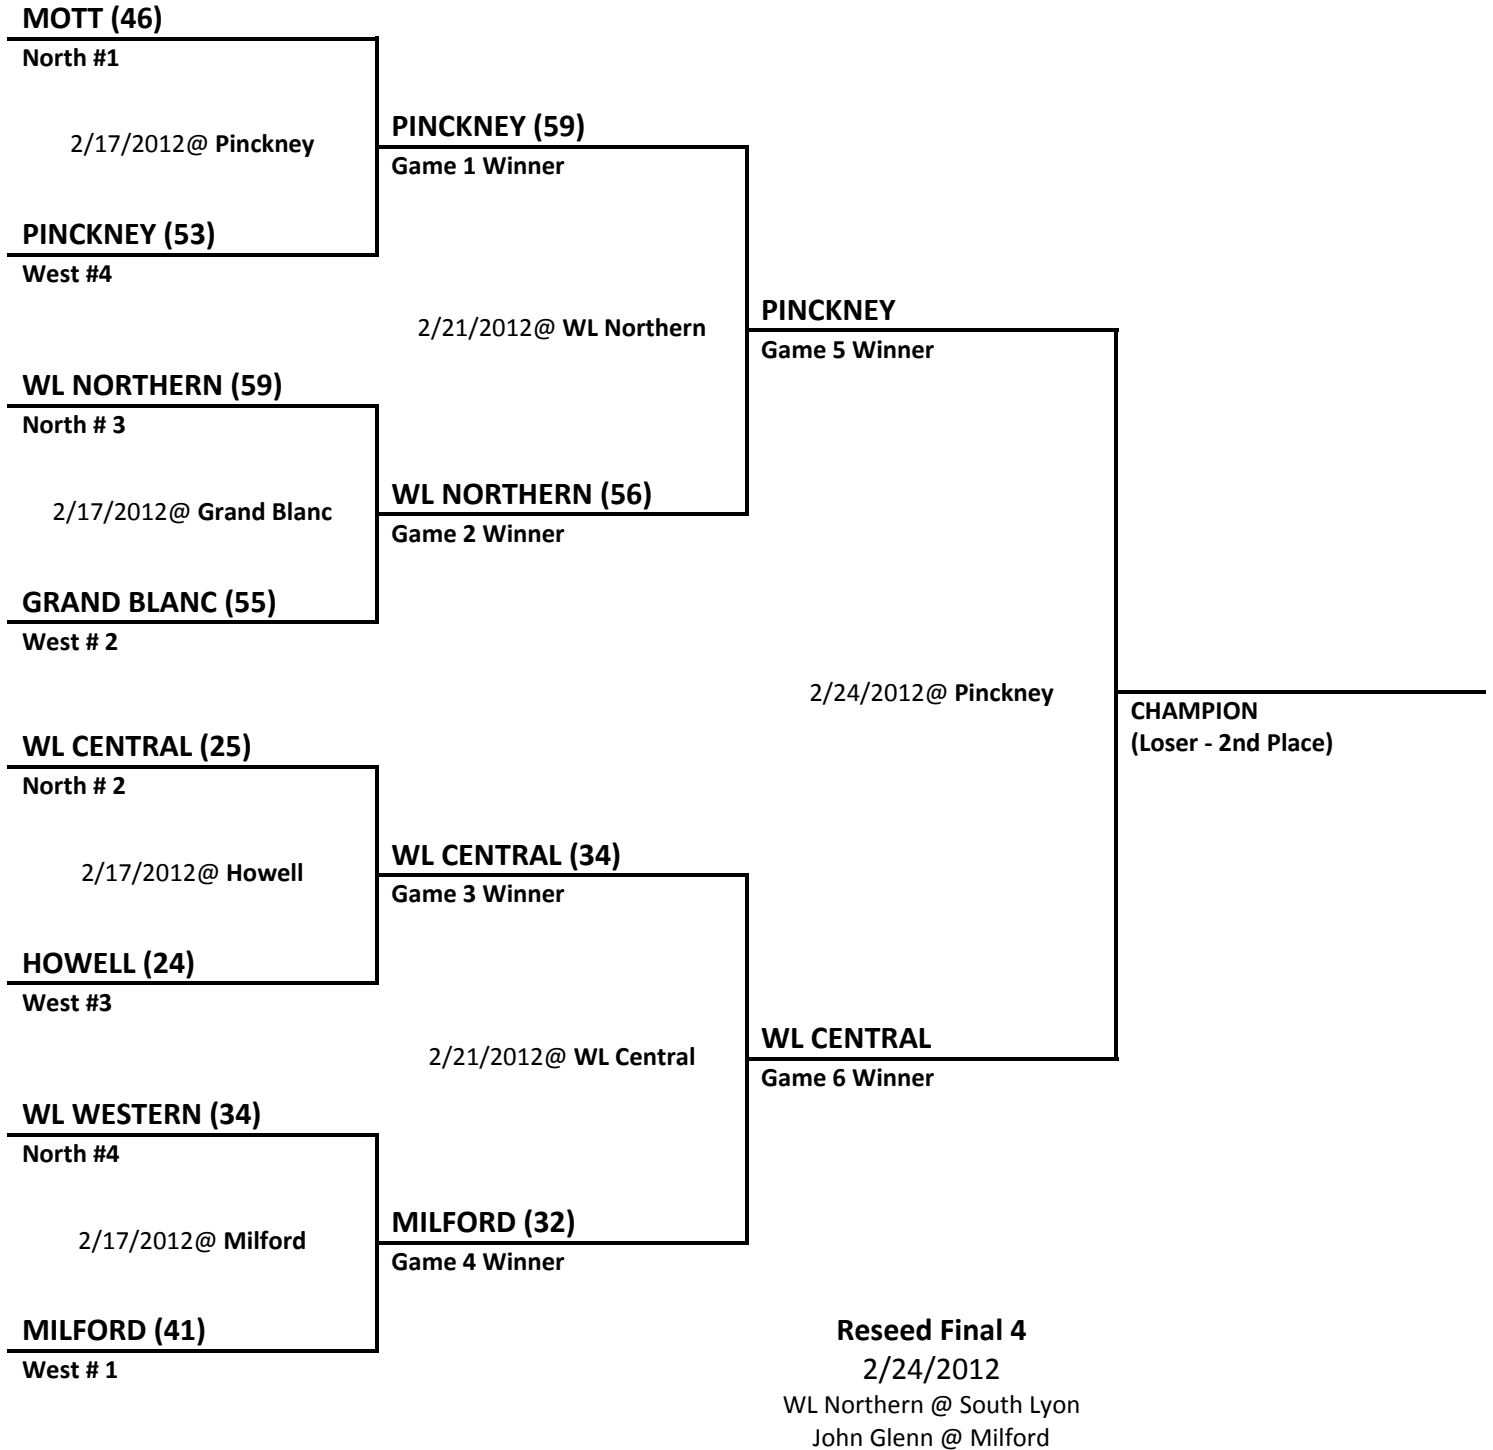 MOTT (46)
North #1
2/17/2012@ Pinckney
PINCKNEY (59)
Game 1 Winner
PINCKNEY (53)
West #4
2/21/2012@ WL Northern
PINCKNEY
Game 5 Winner
WL NORTHERN (59)
North # 3
2/17/2012@ Grand Blanc
WL NORTHERN (56)
Game 2 Winner
GRAND BLANC (55)
West # 2
2/24/2012@ Pinckney
CHAMPION
(Loser - 2nd Place)
WL CENTRAL (25)
North # 2
2/17/2012@ Howell
WL CENTRAL (34)
Game 3 Winner
HOWELL (24)
West #3
2/21/2012@ WL Central
WL CENTRAL
Game 6 Winner
WL WESTERN (34)
North #4
2/17/2012@ Milford
MILFORD (32)
Game 4 Winner
MILFORD (41)
West # 1
Reseed Final 4
2/24/2012
WL Northern @ South Lyon
John Glenn @ Milford